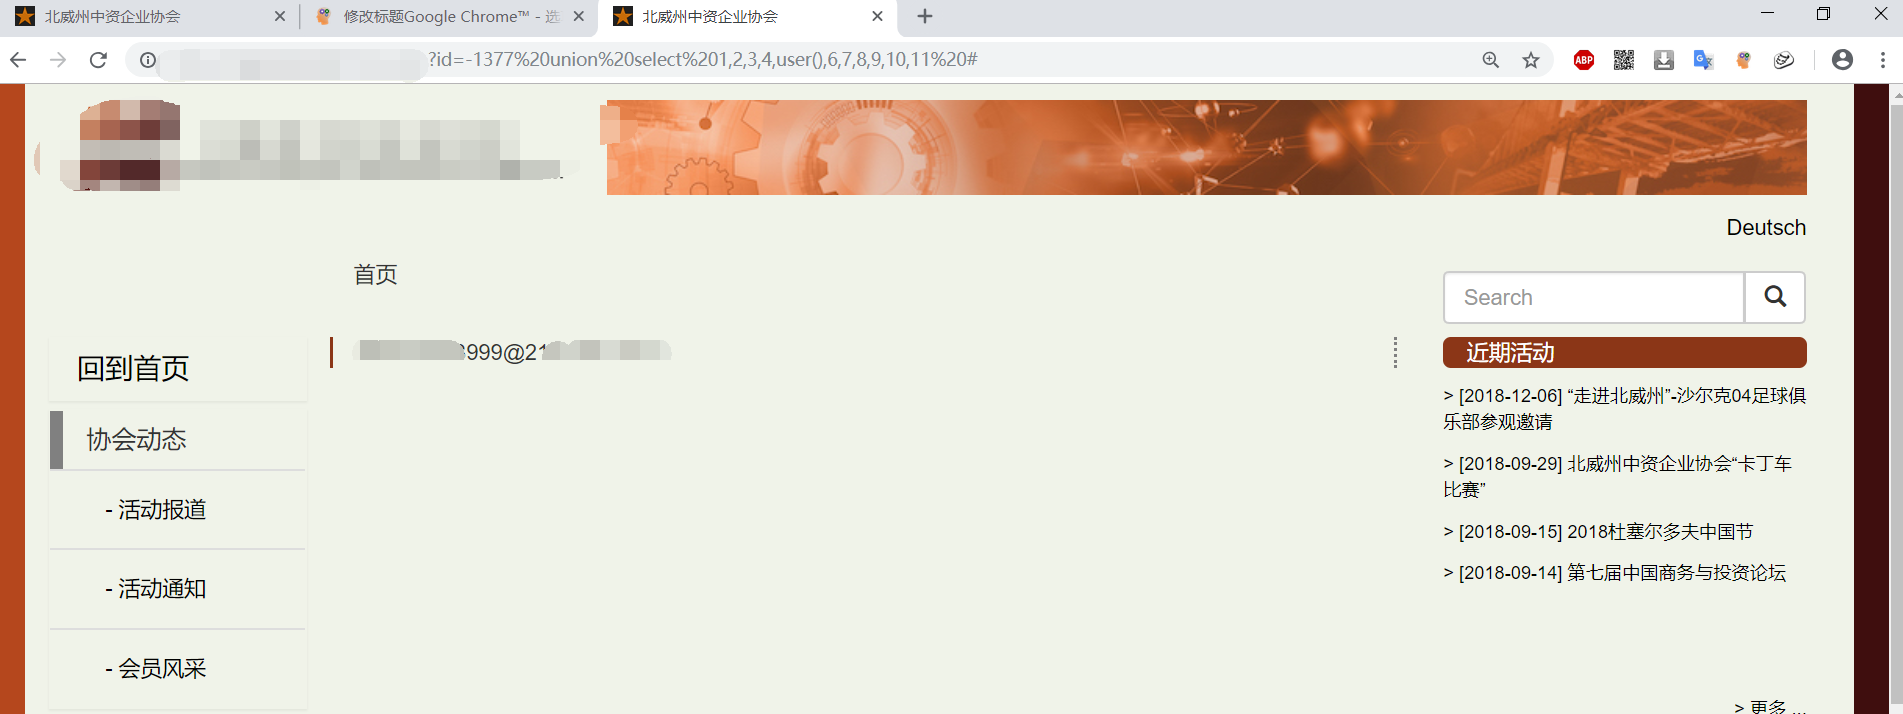 北威州中资企业协会
修改标题Google Chrome™ - 选
北威州中资企业协会
?id=-1377%20union%20select%201,2,3,4,user(),6,7,8,9,10,11%20#
ABP
Deutsch
首页
Search
999@21
近期活动
回到首页
协会动态
- 活动报道
- 活动通知
- 会员风采
> [2018-12-06] “走进北威州”-沙尔克04足球俱
乐部参观邀请
> [2018-09-29] 北威州中资企业协会“卡丁车
比赛”
> [2018-09-15] 2018杜塞尔多夫中国节
> [2018-09-14] 第七届中国商务与投资论坛
> 更多 ...